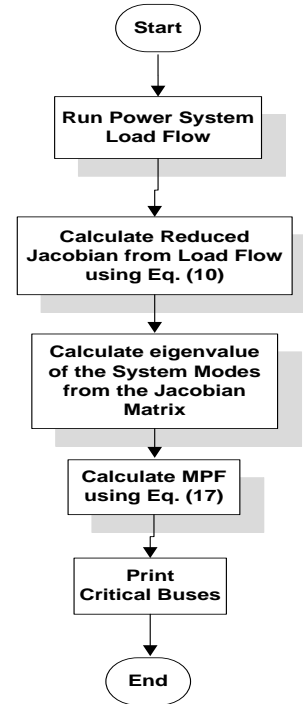 Start
Run Power System
Load Flow
Calculate Reduced
Jacobian from Load Flow
using Eq. (10)
Calculate eigenvalue
of the System Modes
from the Jacobian
Matrix
Calculate MPF
using Eq. (17)
Print
Critical Buses
End